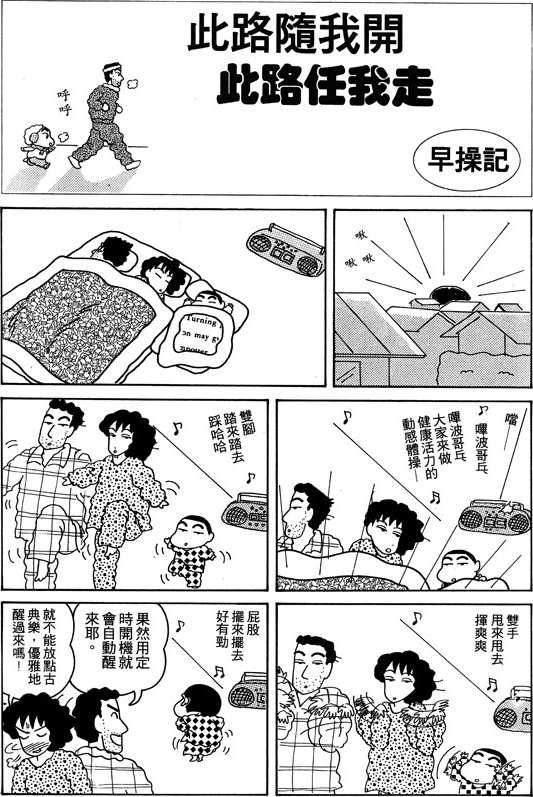 此路隨我開
此路任我走
早操記
呼
呼
啾
啾
啾
Turning
on may g
噹—
嗶波哥乓
嗶波哥乓
大家來做
健康活力的
動感體操—
雙腳
踏來踏去
踩哈哈
雙手
甩來甩去
揮爽爽
屁股
擺來擺去
好有勁
果然用定
時開機就
會自動醒
來耶。
就不能放點古
典樂，優雅地
醒過來嗎！